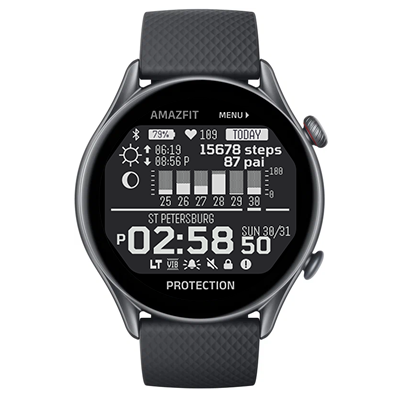 AMAZFIT MENU
79% 109 TODAY
06:19 15678 steps
08:56 P 87 pai
100
0
25 26 27 28 29 30
ST PETERSBURG
P 02:58 50 SUN 30/31
LT VIB
PROTECTION